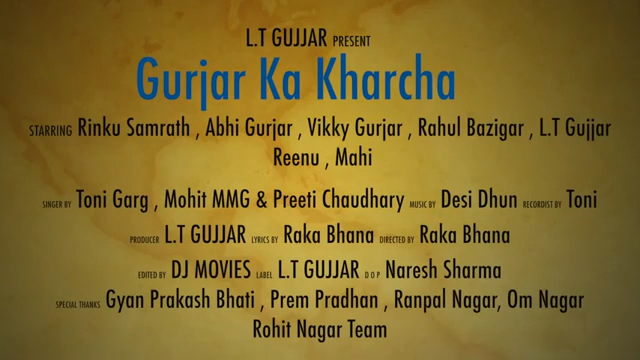 L.T GUJJAR PRESENT
Gurjar Ka Kharcha
STARRING Rinku Samrath , Abhi Gurjar , Vikky Gurjar , Rahul Bazigar , L.T Gujjar
Reenu , Mahi
SINGER BY Toni Garg , Mohit MMG & Preeti Chaudhary MUSIC BY Desi Dhun RECORDIST BY Toni
PRODUCER L.T GUJJAR LYRICS BY Raka Bhana DIRECTED BY Raka Bhana
EDITED BY DJ MOVIES LABEL L.T GUJJAR D O P Naresh Sharma
SPECIAL THANKS Gyan Prakash Bhati , Prem Pradhan , Ranpal Nagar, Om Nagar
Rohit Nagar Team